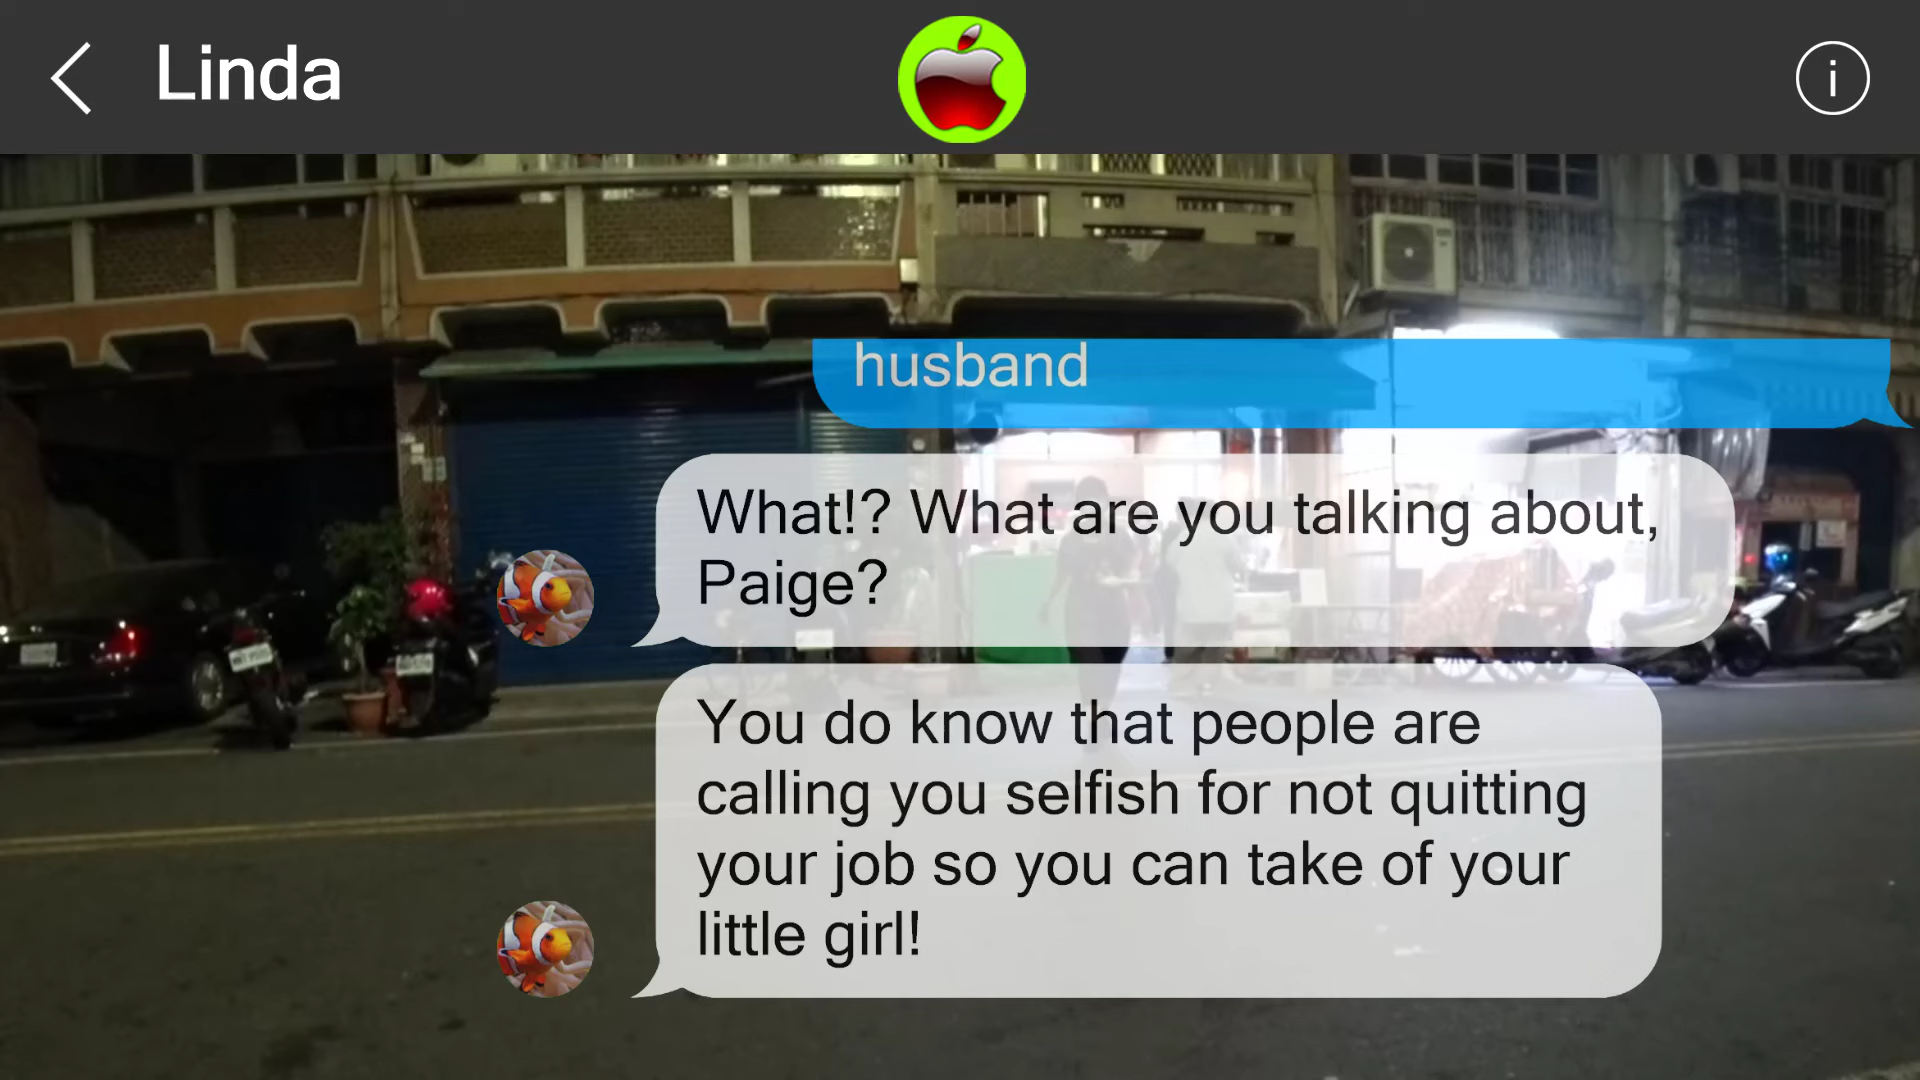 Linda
i
husband
What!? What are you talking about,
Paige?
You do know that people are
calling you selfish for not quitting
your job so you can take of your
little girl!